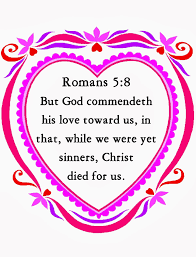 Romans 5:8
But God commendeth
his love toward us, in
that, while we were yet
sinners, Christ
died for us.